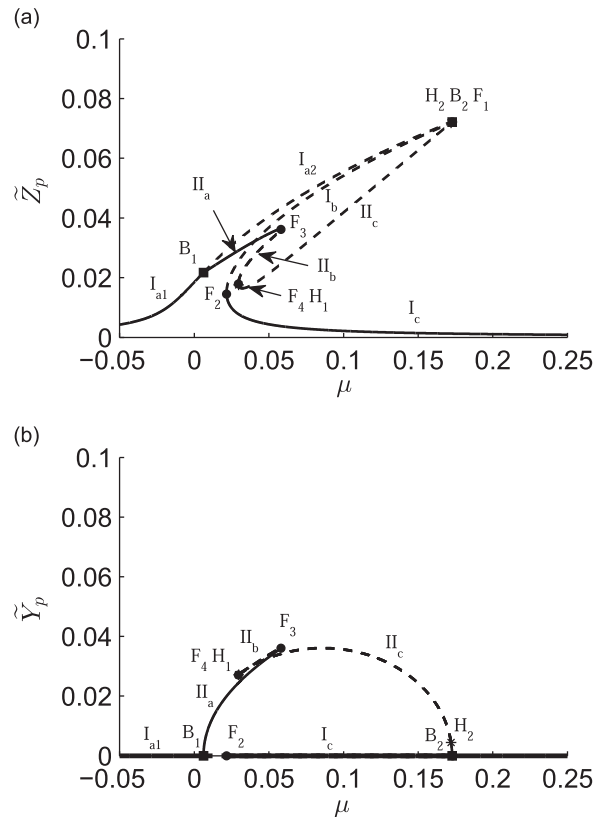 (a)
0.1
0.08
0.06
0.04
0.02
0
Z̃p
H2 B2 F1
Ia2
IIa
Ib
IIc
F3
B1
IIb
Ia1
F2
F4 H1
Ic
−0.05 0 0.05 0.1 0.15 0.2 0.25
μ
(b)
0.1
0.08
0.06
0.04
0.02
0
Ỹp
F3
IIb
F4 H1
IIc
IIa
Ia1
B1
F2
Ic
B2
H2
−0.05 0 0.05 0.1 0.15 0.2 0.25
μ